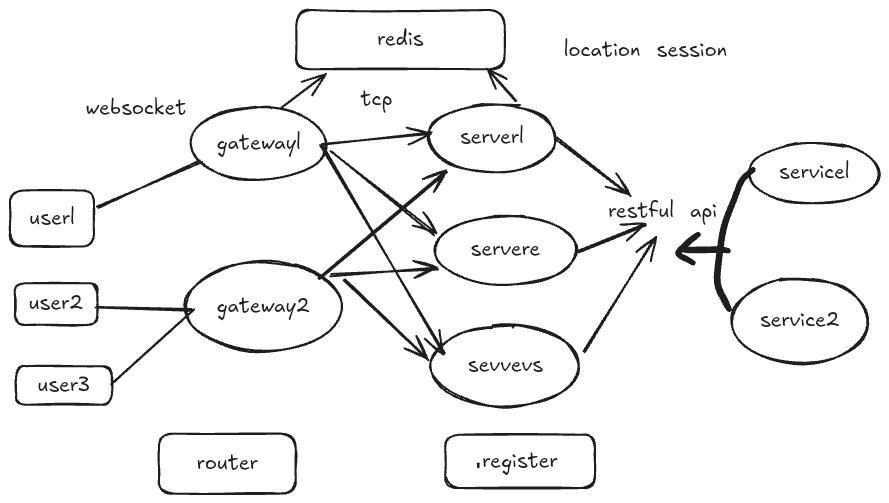 redis
location session
websocket
tcp
gateway1
server1
service1
user1
restful api
servere
user2
gateway2
service2
user3
sevvevs
router
register